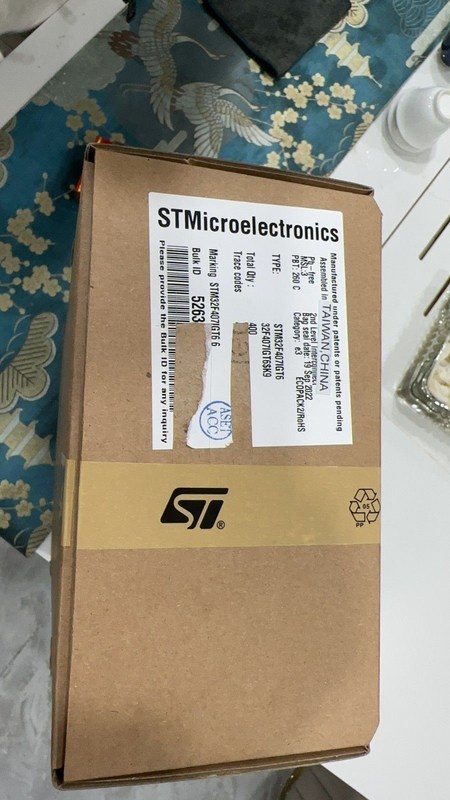 STMicroelectronics
Manufactured under patents or patents pending
Assembled in TAIWAN,CHINA
Pb-free
2nd Level Interconnect
MSL:3
Bag seal date: 19 Sep 2022
PBT: 260 C
Category: e3
ECOPACK2/RoHS
TYPE:
STM32F407IGT6
32F407IGT6SK9
Total Qty :
400
Trace codes
Marking STM32F407IGT6 6
Bulk ID 5263
Please provide the Bulk ID for any inquiry
ASET
ACC
ST®
05
PP